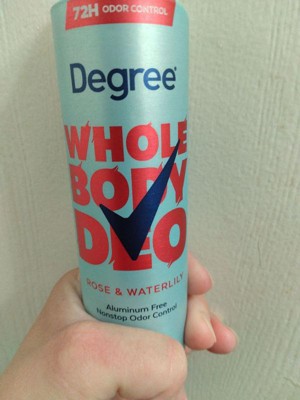 72H ODOR CONTROL
Degree
WHOLE
BODY
DEO
ROSE & WATERLILY
Aluminum Free
Nonstop Odor Control